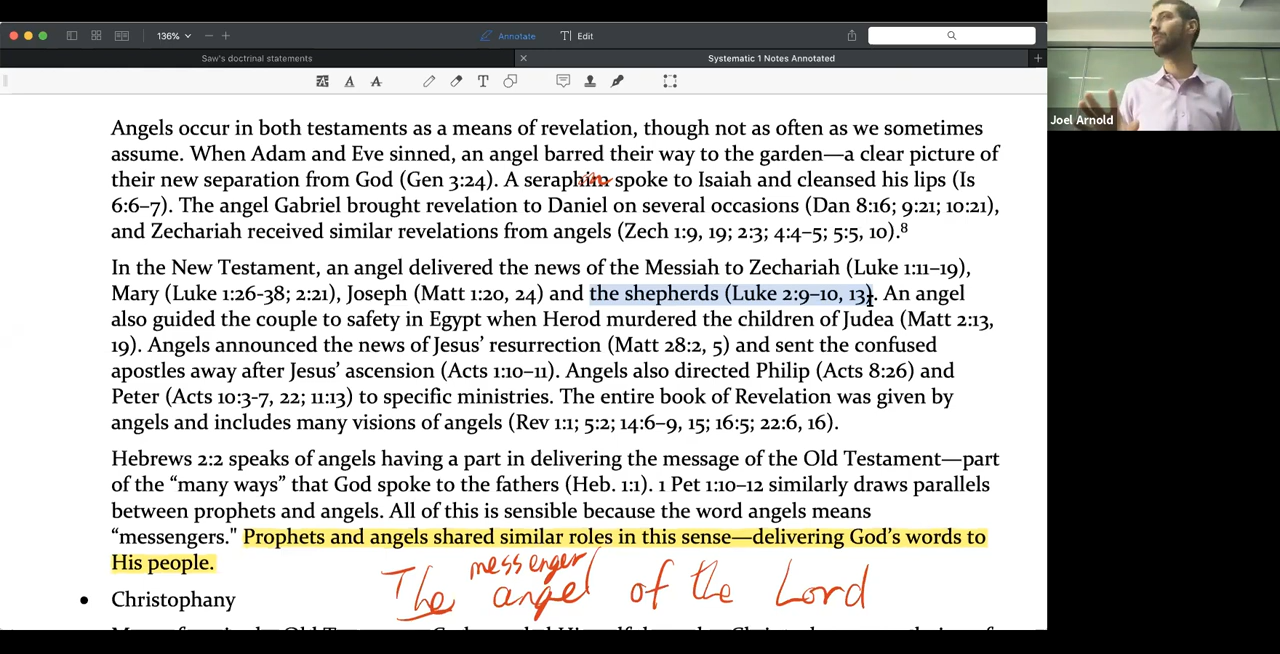 136%
Annotate
Edit
Saw's doctrinal statements
Systematic 1 Notes Annotated
Joel Arnold
Angels occur in both testaments as a means of revelation, though not as often as we sometimes
assume. When Adam and Eve sinned, an angel barred their way to the garden—a clear picture of
their new separation from God (Gen 3:24). A seraphim spoke to Isaiah and cleansed his lips (Is
6:6–7). The angel Gabriel brought revelation to Daniel on several occasions (Dan 8:16; 9:21; 10:21),
and Zechariah received similar revelations from angels (Zech 1:9, 19; 2:3; 4:4–5; 5:5, 10).⁸
In the New Testament, an angel delivered the news of the Messiah to Zechariah (Luke 1:11–19),
Mary (Luke 1:26-38; 2:21), Joseph (Matt 1:20, 24) and the shepherds (Luke 2:9–10, 13). An angel
also guided the couple to safety in Egypt when Herod murdered the children of Judea (Matt 2:13,
19). Angels announced the news of Jesus’ resurrection (Matt 28:2, 5) and sent the confused
apostles away after Jesus’ ascension (Acts 1:10–11). Angels also directed Philip (Acts 8:26) and
Peter (Acts 10:3-7, 22; 11:13) to specific ministries. The entire book of Revelation was given by
angels and includes many visions of angels (Rev 1:1; 5:2; 14:6–9, 15; 16:5; 22:6, 16).
Hebrews 2:2 speaks of angels having a part in delivering the message of the Old Testament—part
of the “many ways” that God spoke to the fathers (Heb. 1:1). 1 Pet 1:10–12 similarly draws parallels
between prophets and angels. All of this is sensible because the word angels means
“messengers." Prophets and angels shared similar roles in this sense—delivering God’s words to
His people.
messenger
The angel of the Lord
• Christophany